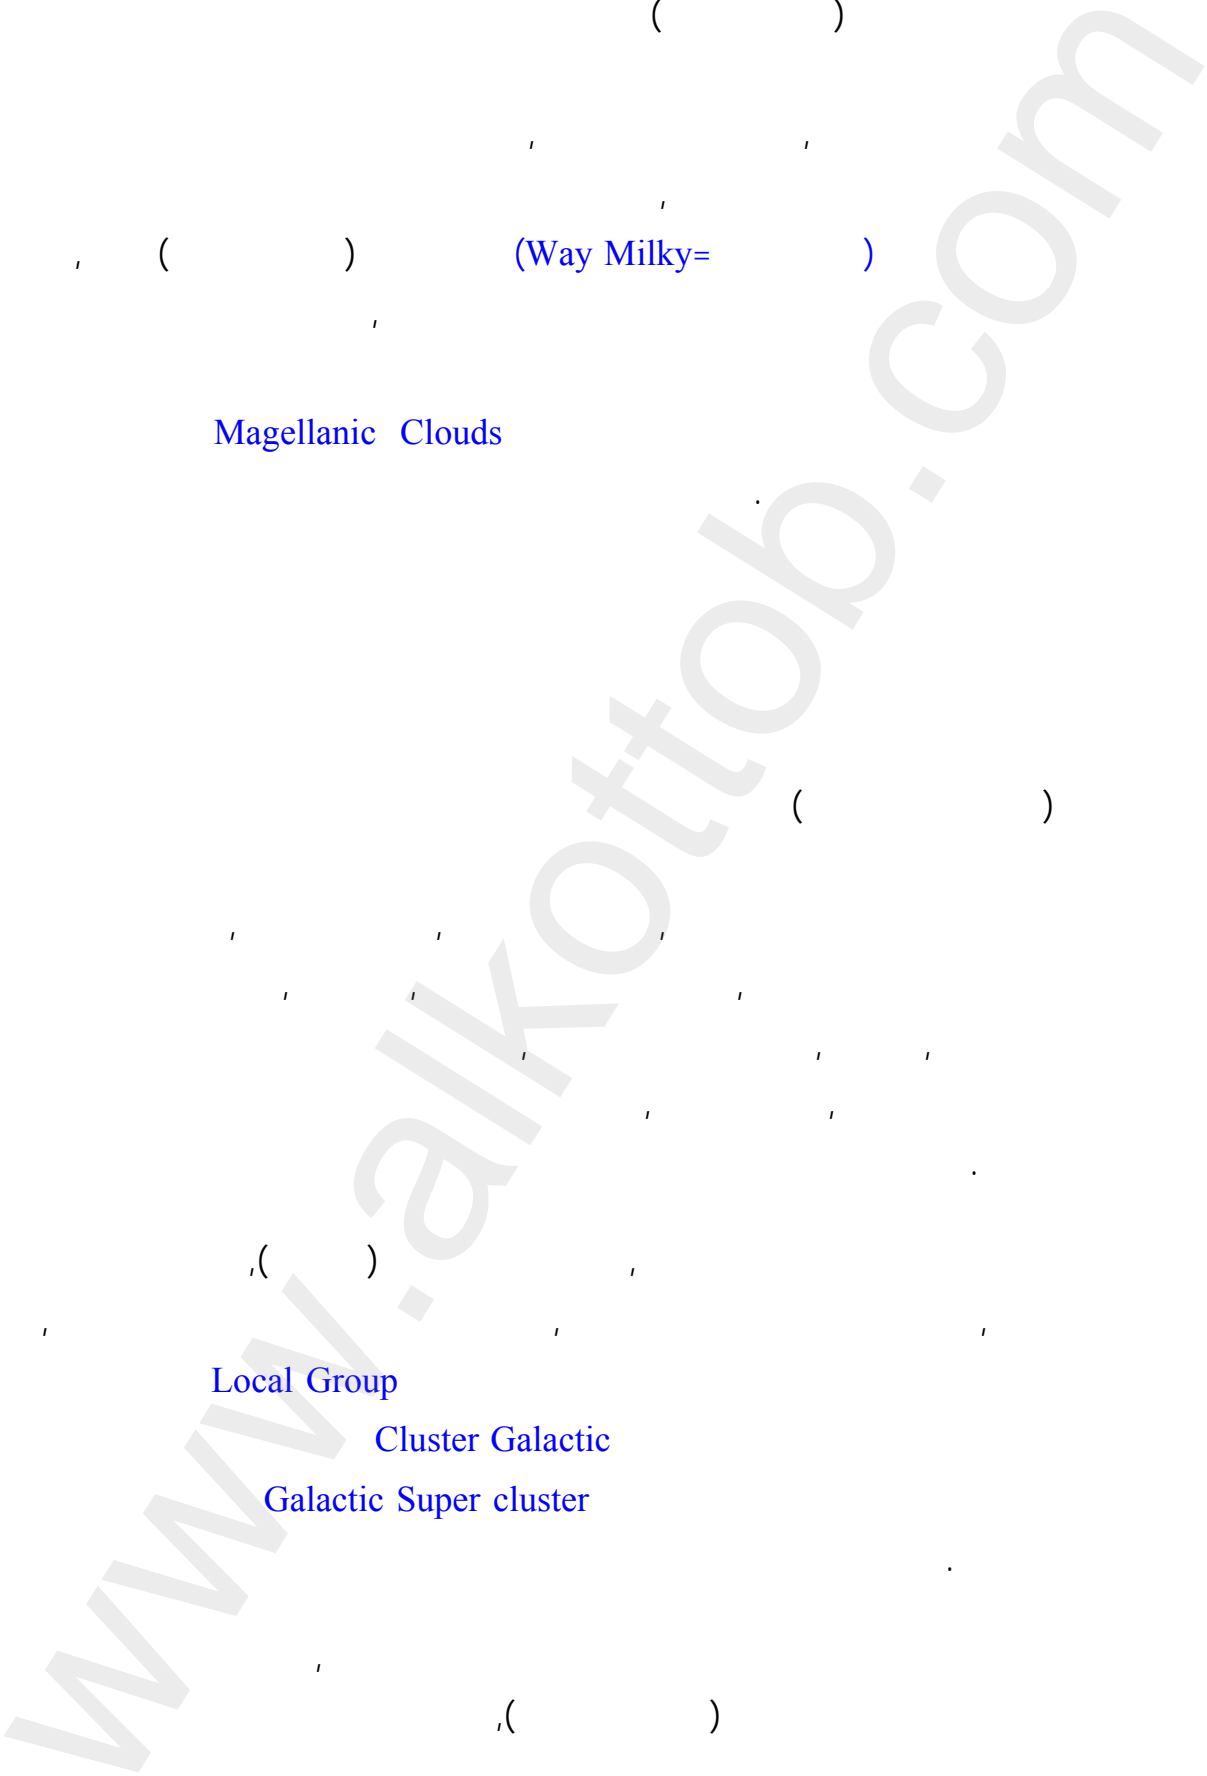 ( )
, ,
,
(Way Milky= ) ( ) ,
,
Magellanic Clouds
.
( )
, , ,
, , ,
, , ,
, ,
.
, ( ),
, , ,
Local Group
Cluster Galactic
Galactic Super cluster
.
,
( ),
www.alkottob.com